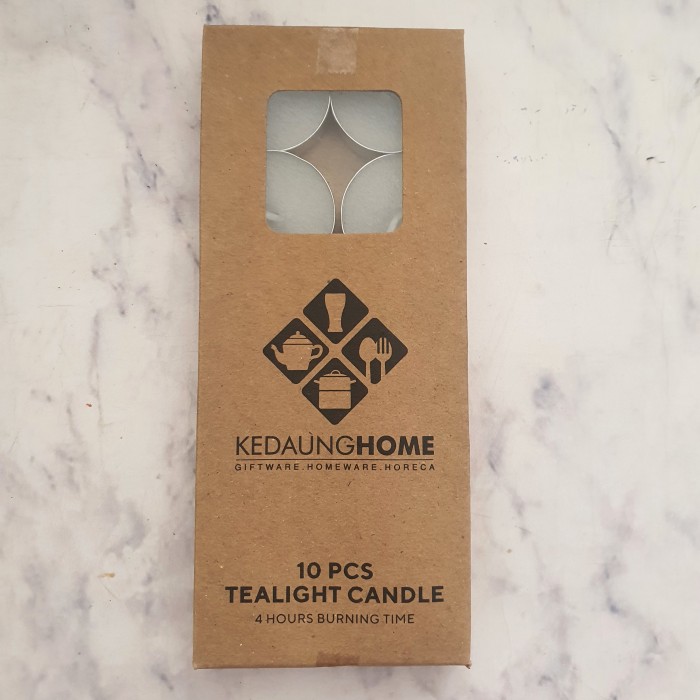 KEDAUNGHOME
GIFTWARE.HOMEWARE.HORECA
10 PCS
TEALIGHT CANDLE
4 HOURS BURNING TIME